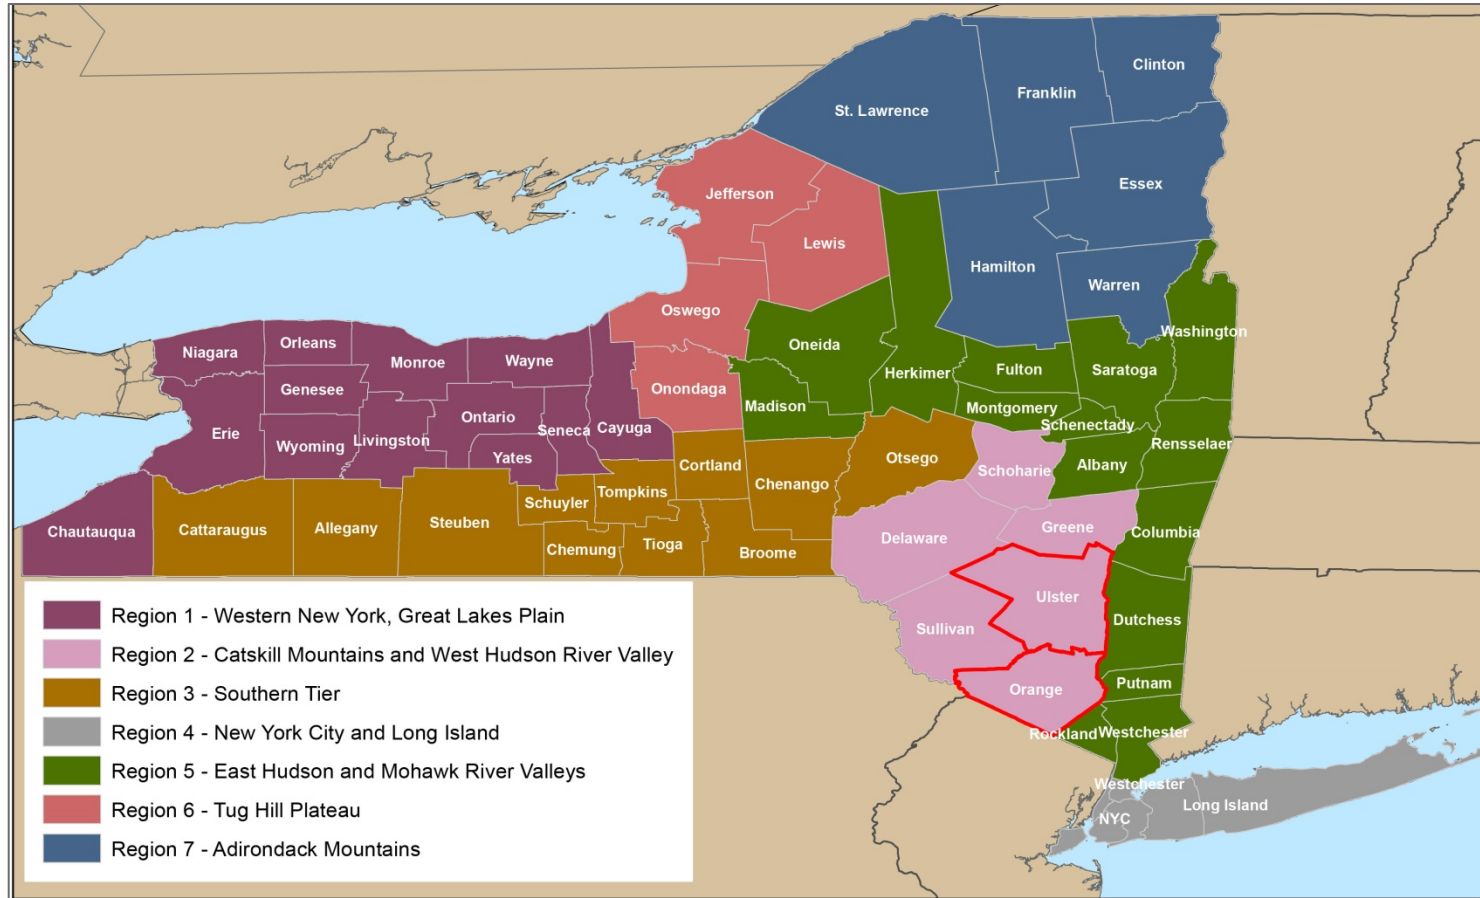 Clinton
Franklin
St. Lawrence
Essex
Jefferson
Lewis
Hamilton
Warren
Oswego
Washington
Oneida
Niagara
Orleans
Monroe
Wayne
Herkimer
Fulton
Saratoga
Onondaga
Genesee
Madison
Montgomery
Ontario
Schenectady
Erie
Wyoming
Livingston
Seneca
Cayuga
Rensselaer
Yates
Cortland
Otsego
Schoharie
Albany
Chenango
Tompkins
Schuyler
Steuben
Allegany
Cattaraugus
Chautauqua
Greene
Columbia
Delaware
Tioga
Chemung
Broome
Ulster
Dutchess
Sullivan
Putnam
Orange
Rockland
Westchester
Westchester
Long Island
NYC
Region 1 - Western New York, Great Lakes Plain
Region 2 - Catskill Mountains and West Hudson River Valley
Region 3 - Southern Tier
Region 4 - New York City and Long Island
Region 5 - East Hudson and Mohawk River Valleys
Region 6 - Tug Hill Plateau
Region 7 - Adirondack Mountains